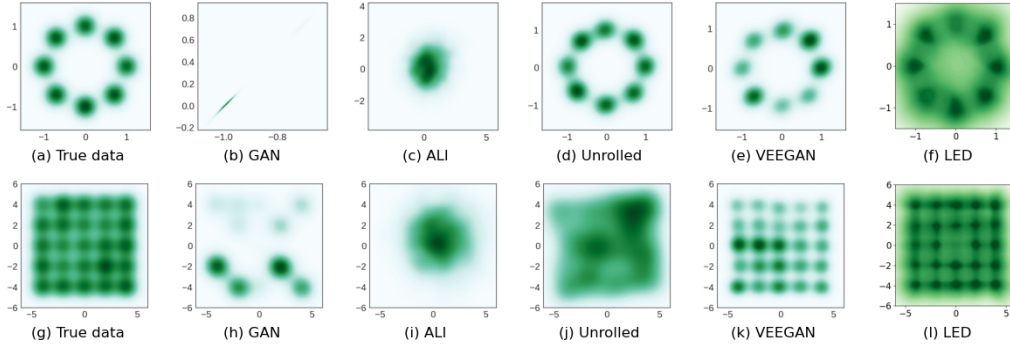 1
0
−1
−1 0 1
(a) True data
0.8
0.6
0.4
0.2
0.0
−0.2
−1.0 −0.8
(b) GAN
2
0
−2
0 5
(c) ALI
1
0
−1
−1 0 1
(d) Unrolled
1
0
−1
−1 0 1
(e) VEEGAN
1
0
−1
−1 0 1
(f) LED
6
4
2
0
−2
−4
−6
−5 0 5
(g) True data
6
4
2
0
−2
−4
−6
−5 0 5
(h) GAN
6
4
2
0
−2
−4
−6
−5 0 5
(i) ALI
6
4
2
0
−2
−4
−6
−5 0 5
(j) Unrolled
6
4
2
0
−2
−4
−6
−5 0 5
(k) VEEGAN
6
4
2
0
−2
−4
−6
−5 0 5
(l) LED